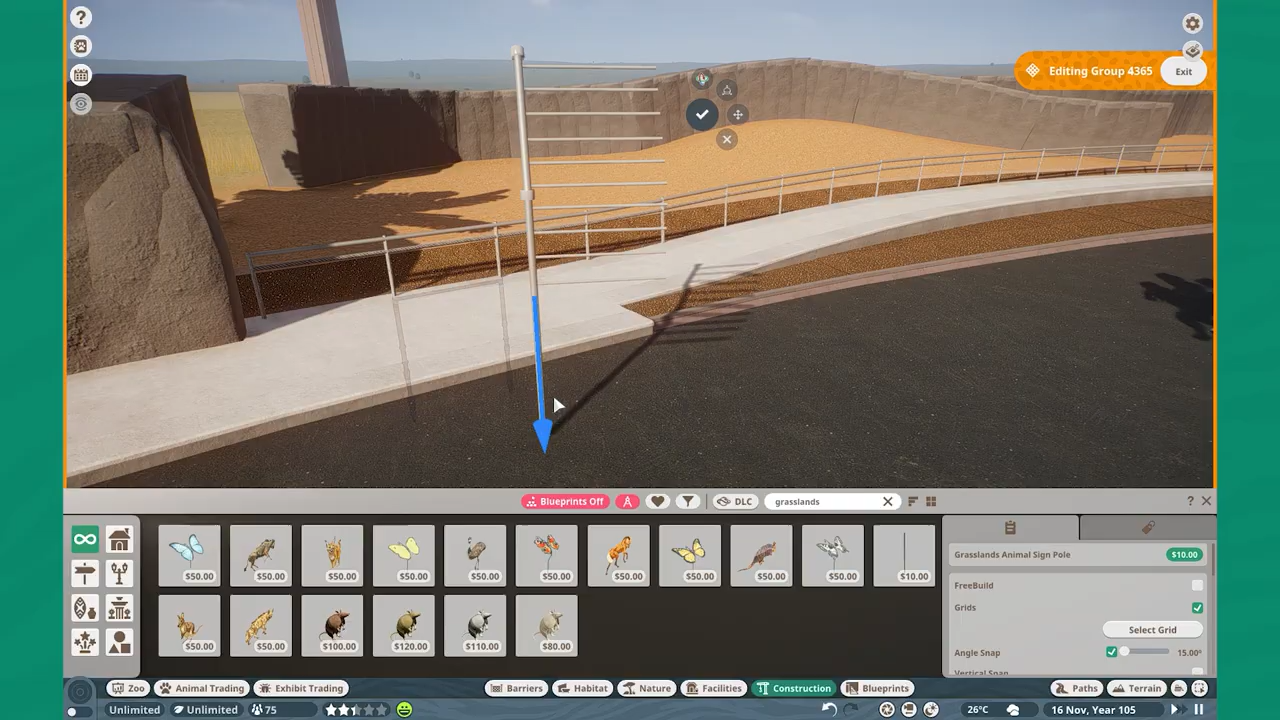 ?
Editing Group 4365
Exit
Blueprints Off
DLC
grasslands
?
$50.00
$50.00
$50.00
$50.00
$50.00
$50.00
$50.00
$50.00
$50.00
$50.00
$10.00
$50.00
$50.00
$100.00
$120.00
$110.00
$80.00
Grasslands Animal Sign Pole
$10.00
FreeBuild
Grids
Select Grid
Angle Snap
15.00°
Vertical Snap
Zoo
Animal Trading
Exhibit Trading
Barriers
Habitat
Nature
Facilities
Construction
Blueprints
Paths
Terrain
Unlimited
Unlimited
75
26°C
16 Nov, Year 105